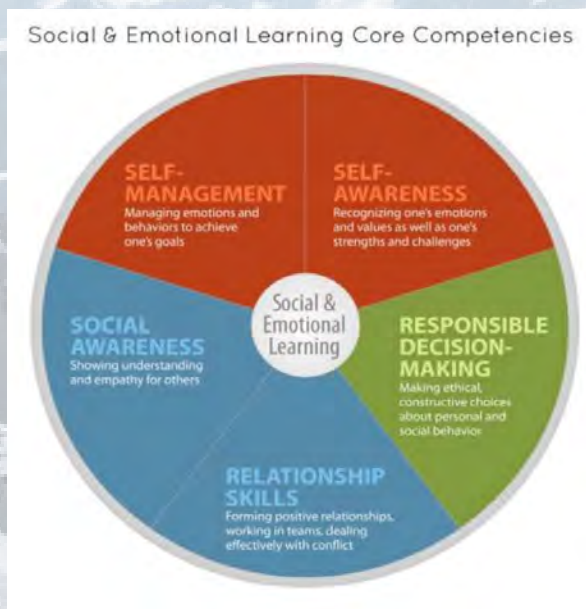 Social & Emotional Learning Core Competencies
SELF-
MANAGEMENT
Managing emotions and
behaviors to achieve
one's goals
SELF-
AWARENESS
Recognizing one's emotions
and values as well as one's
strengths and challenges
SOCIAL
AWARENESS
Showing understanding
and empathy for others
Social &
Emotional
Learning
RESPONSIBLE
DECISION-
MAKING
Making ethical,
constructive choices
about personal and
social behavior
RELATIONSHIP
SKILLS
Forming positive relationships,
working in teams, dealing
effectively with conflict